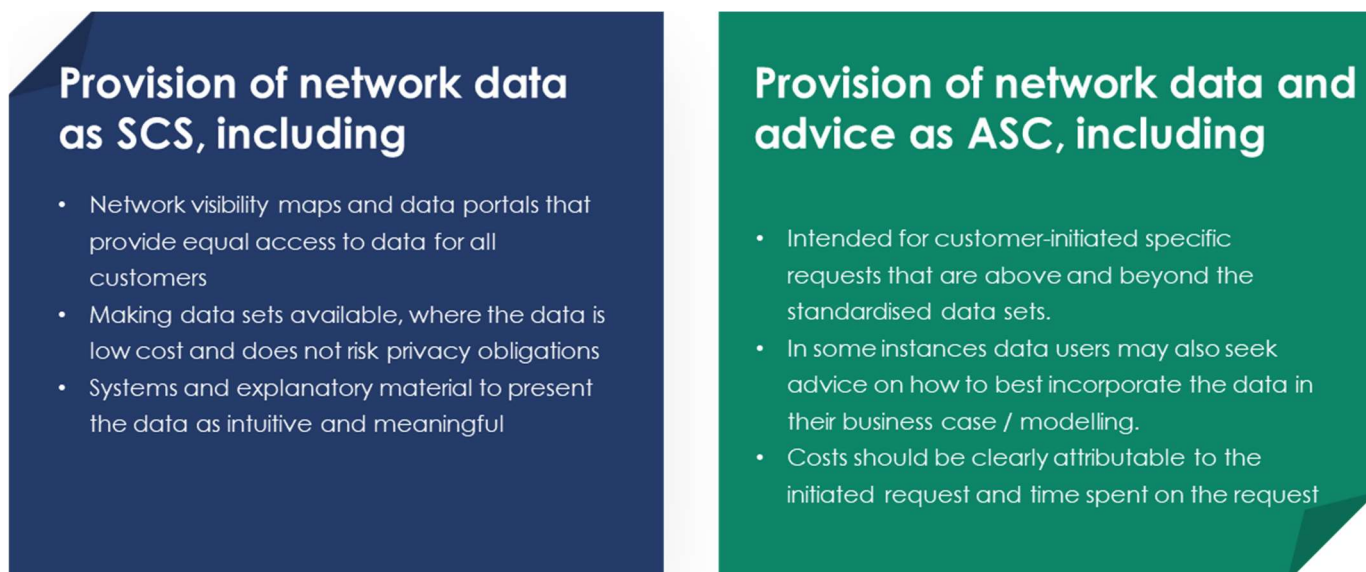 Provision of network data
as SCS, including
• Network visibility maps and data portals that
provide equal access to data for all
customers
• Making data sets available, where the data is
low cost and does not risk privacy obligations
• Systems and explanatory material to present
the data as intuitive and meaningful
Provision of network data and
advice as ASC, including
• Intended for customer-initiated specific
requests that are above and beyond the
standardised data sets.
• In some instances data users may also seek
advice on how to best incorporate the data in
their business case / modelling.
• Costs should be clearly attributable to the
initiated request and time spent on the request